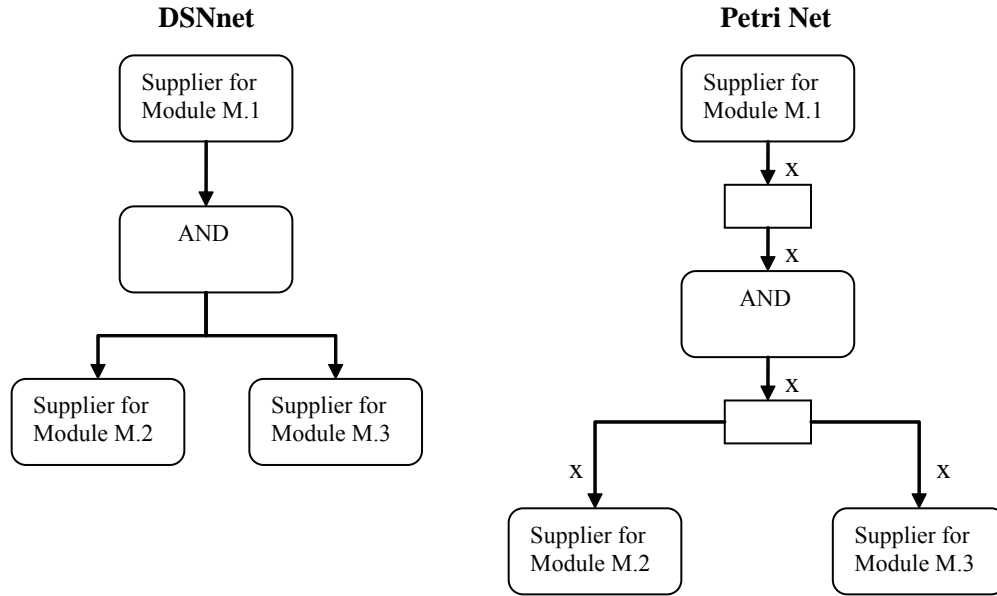 DSNnet
Supplier for
Module M.1
AND
Supplier for
Module M.2
Supplier for
Module M.3
Petri Net
Supplier for
Module M.1
x
x
AND
x
x
x
Supplier for
Module M.2
Supplier for
Module M.3